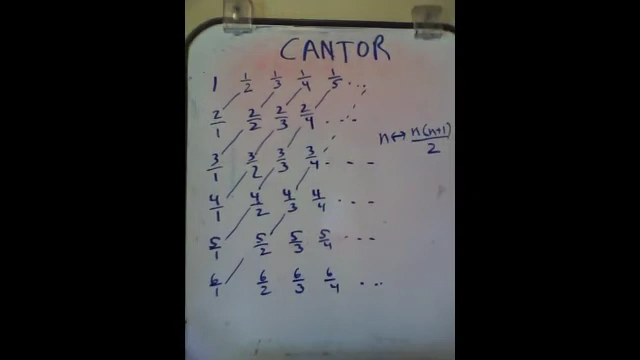 CANTOR
1 1/2 1/3 1/4 1/5 ...
2/1 2/2 2/3 2/4 ...
n ↔ n(n+1)/2
3/1 3/2 3/3 3/4 ...
4/1 4/2 4/3 4/4 ...
5/1 5/2 5/3 5/4 ...
6/1 6/2 6/3 6/4 ...